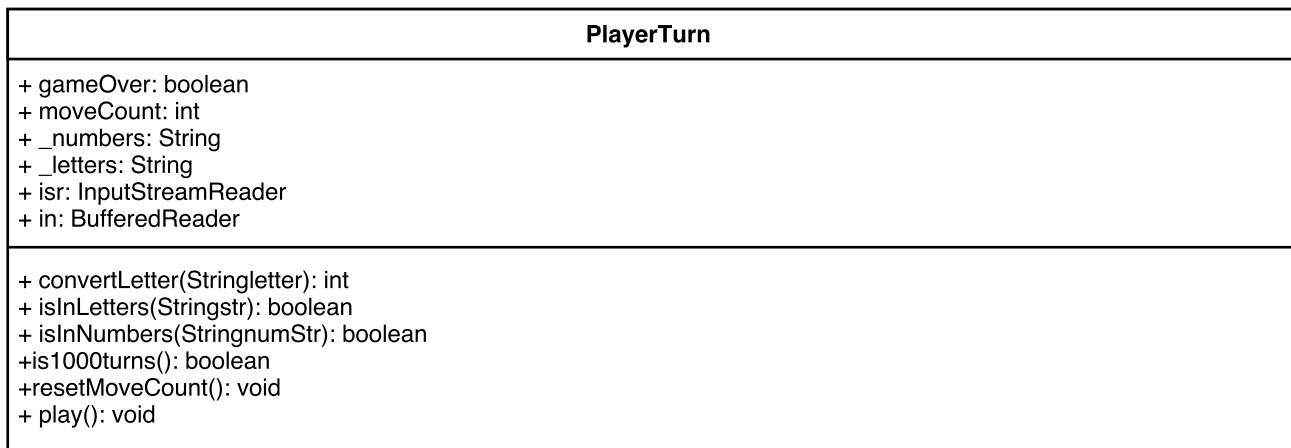 PlayerTurn
+ gameOver: boolean
+ moveCount: int
+ _numbers: String
+ _letters: String
+ isr: InputStreamReader
+ in: BufferedReader
+ convertLetter(Stringletter): int
+ isInLetters(Stringstr): boolean
+ isInNumbers(StringnumStr): boolean
+is1000turns(): boolean
+resetMoveCount(): void
+ play(): void